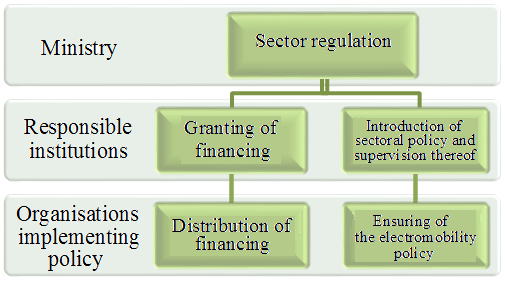 Ministry
Sector regulation
Responsible
institutions
Granting of
financing
Introduction of
sectoral policy and
supervision thereof
Organisations
implementing
policy
Distribution of
financing
Ensuring of
the electromobility
policy